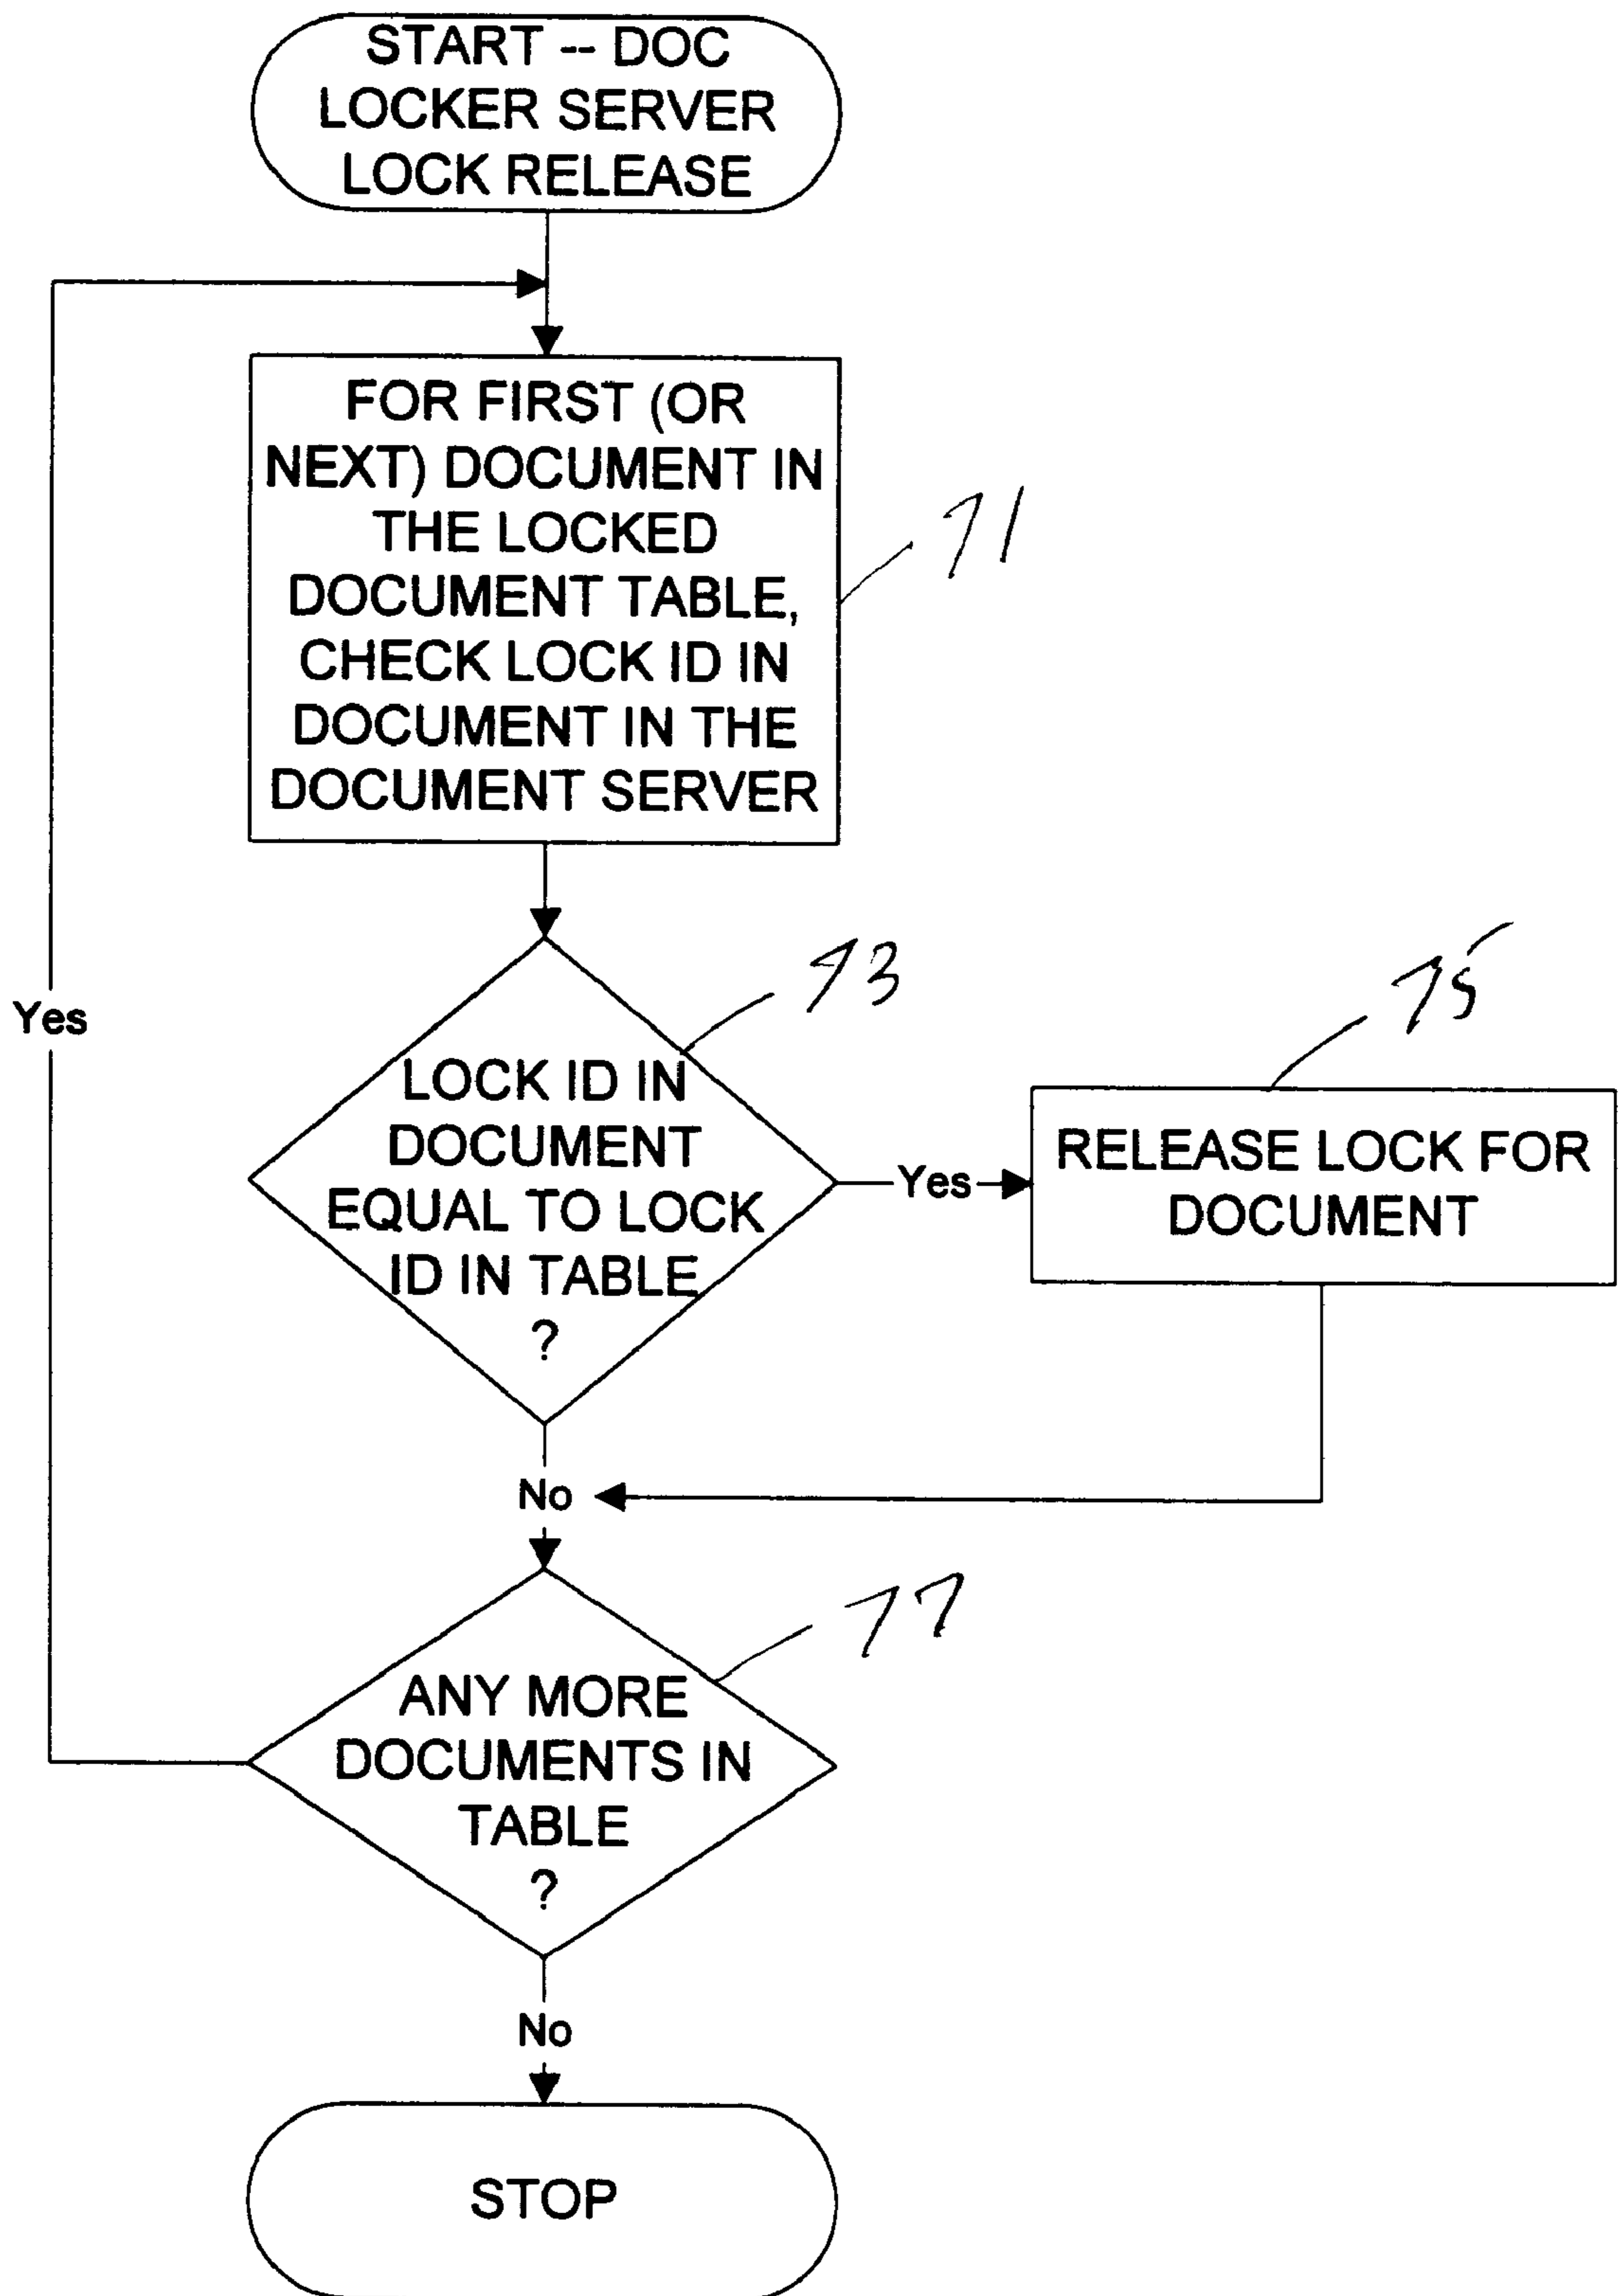 START -- DOC
LOCKER SERVER
LOCK RELEASE
FOR FIRST (OR
NEXT) DOCUMENT IN
THE LOCKED
DOCUMENT TABLE,
CHECK LOCK ID IN
DOCUMENT IN THE
DOCUMENT SERVER
71
73
LOCK ID IN
DOCUMENT
EQUAL TO LOCK
ID IN TABLE
?
Yes
75
RELEASE LOCK FOR
DOCUMENT
Yes
No
77
ANY MORE
DOCUMENTS IN
TABLE
?
No
STOP